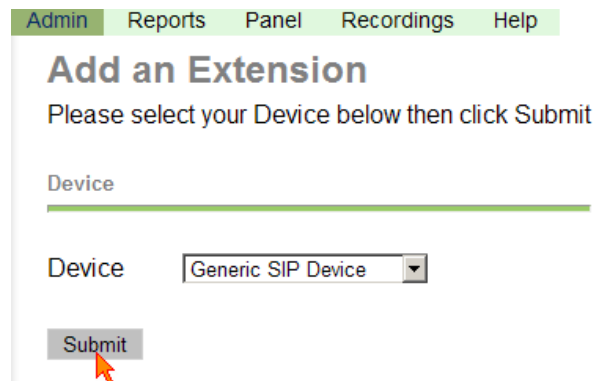 Admin Reports Panel Recordings Help
Add an Extension
Please select your Device below then click Submit
Device
Device Generic SIP Device
Submit